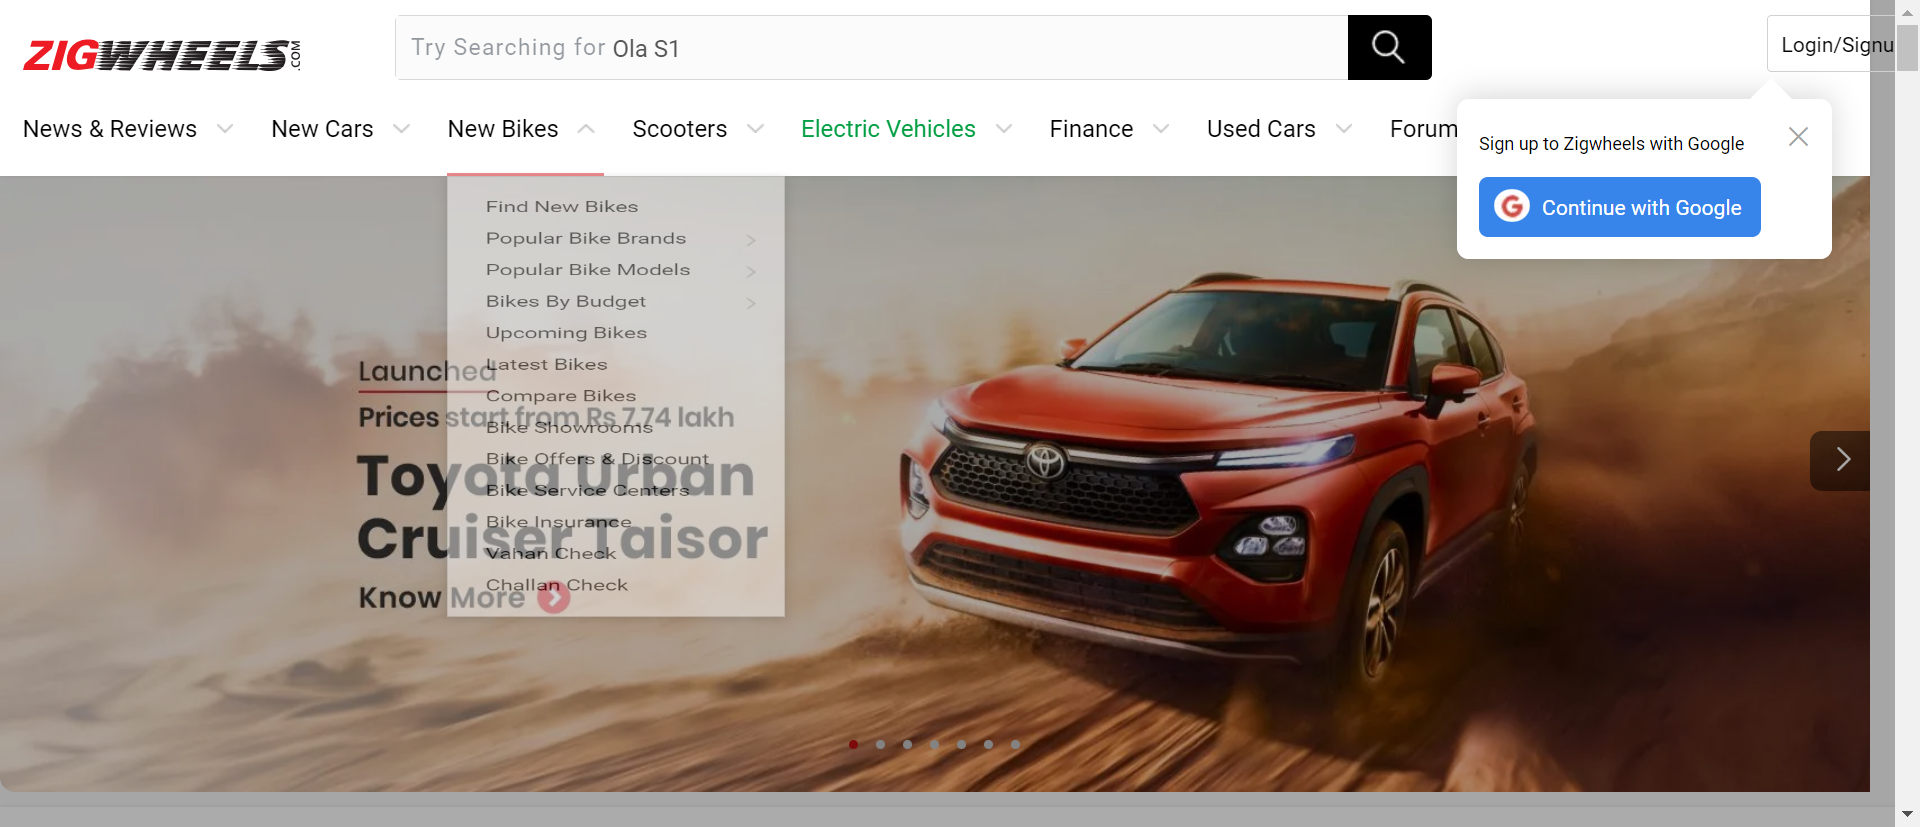 ZIGWHEELS.COM
Try Searching for Ola S1
Login/Signu
News & Reviews
New Cars
New Bikes
Scooters
Electric Vehicles
Finance
Used Cars
Forum
Sign up to Zigwheels with Google
Continue with Google
Find New Bikes
Popular Bike Brands
Popular Bike Models
Bikes By Budget
Upcoming Bikes
Latest Bikes
Compare Bikes
Bike Showrooms
Bike Offers & Discount
Bike Service Centers
Bike Insurance
Vahan Check
Challan Check
Launched
Prices start from Rs 7.74 lakh
Toyota Urban
Cruiser Taisor
Know More